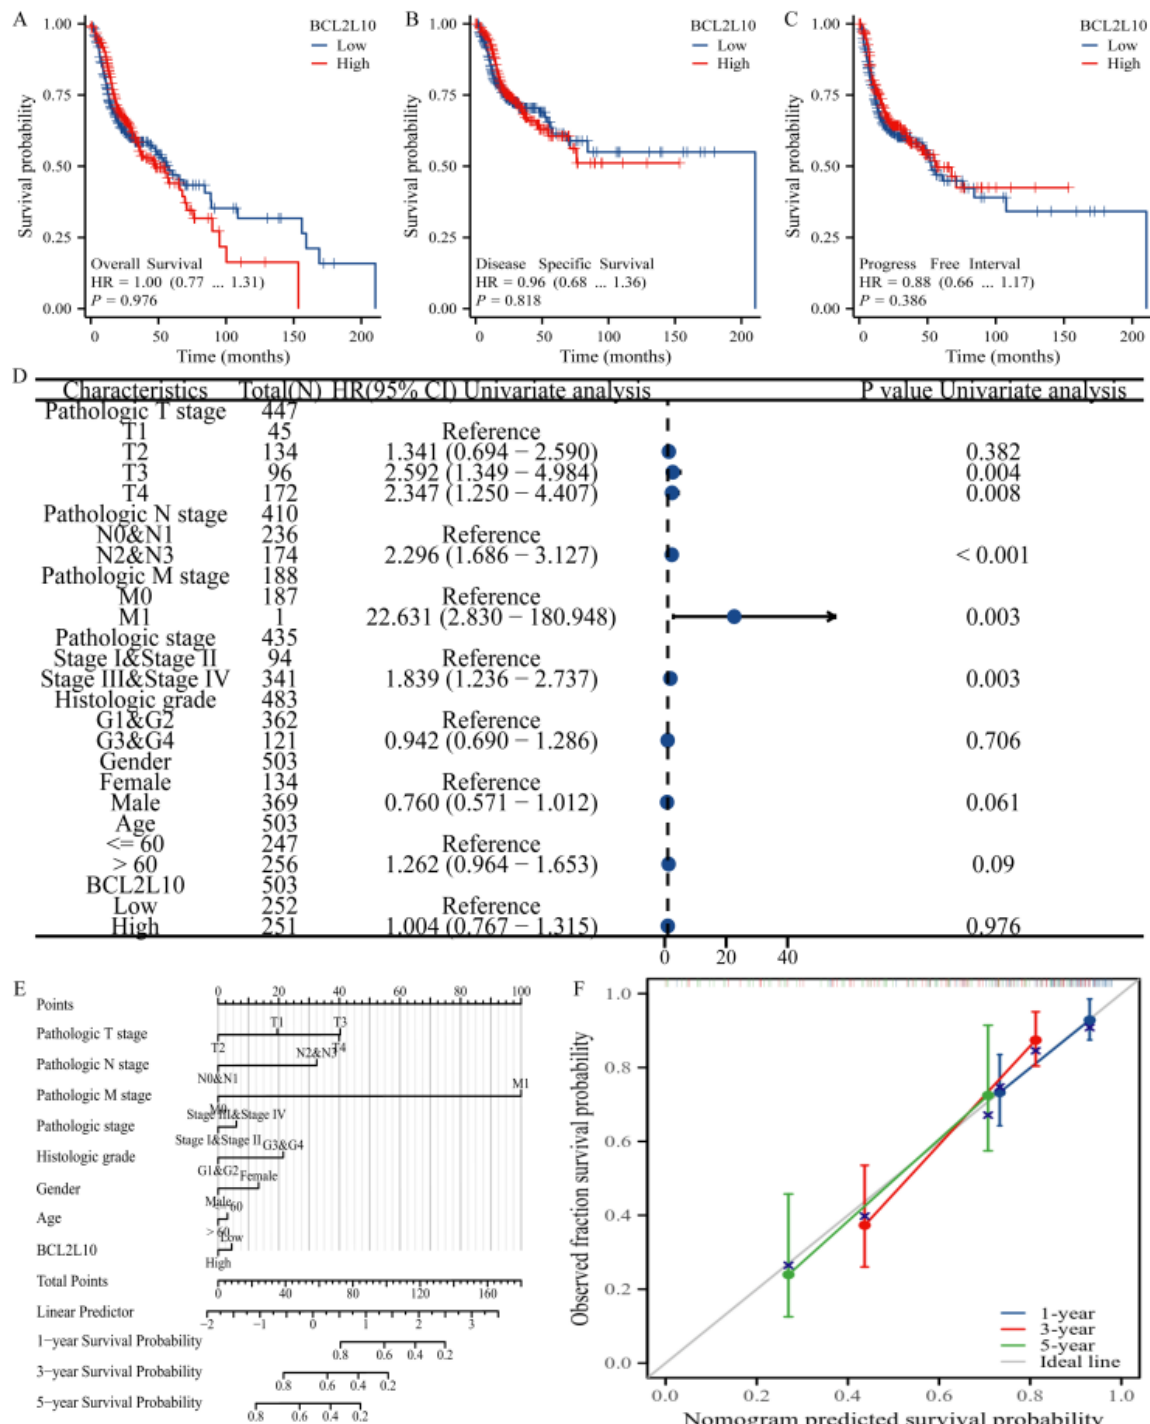 A
1.00
0.75
0.50
0.25
0.00
Survival probability
BCL2L10
Low
High
Overall Survival
HR = 1.00 (0.77 ... 1.31)
P = 0.976
0 50 100 150 200
Time (months)
B
1.00
0.75
0.50
0.25
0.00
Survival probability
BCL2L10
Low
High
Disease Specific Survival
HR = 0.96 (0.68 ... 1.36)
P = 0.818
0 50 100 150 200
Time (months)
C
1.00
0.75
0.50
0.25
0.00
Survival probability
BCL2L10
Low
High
Progress Free Interval
HR = 0.88 (0.66 ... 1.17)
P = 0.386
0 50 100 150 200
Time (months)
D
Characteristics Total(N) HR(95% CI) Univariate analysis P value Univariate analysis
Pathologic T stage 447
T1 45 Reference
T2 134 1.341 (0.694 − 2.590) 0.382
T3 96 2.592 (1.349 − 4.984) 0.004
T4 172 2.347 (1.250 − 4.407) 0.008
Pathologic N stage 410
N0&N1 236 Reference
N2&N3 174 2.296 (1.686 − 3.127) < 0.001
Pathologic M stage 188
M0 187 Reference
M1 1 22.631 (2.830 − 180.948) 0.003
Pathologic stage 435
Stage I&Stage II 94 Reference
Stage III&Stage IV 341 1.839 (1.236 − 2.737) 0.003
Histologic grade 483
G1&G2 362 Reference
G3&G4 121 0.942 (0.690 − 1.286) 0.706
Gender 503
Female 134 Reference
Male 369 0.760 (0.571 − 1.012) 0.061
Age 503
<= 60 247 Reference
> 60 256 1.262 (0.964 − 1.653) 0.09
BCL2L10 503
Low 252 Reference
High 251 1.004 (0.767 − 1.315) 0.976
0 20 40
E
0 20 40 60 80 100
Points
T1 T3
Pathologic T stage
T2 T4
N2&N3
Pathologic N stage
N0&N1
M1
Pathologic M stage
M0
Stage III&Stage IV
Pathologic stage
Stage I&Stage II
G3&G4
Histologic grade
G1&G2
Female
Gender
Male
<= 60
Age
> 60
Low
BCL2L10
High
Total Points
0 40 80 120 160
Linear Predictor
−2 −1 0 1 2 3
1−year Survival Probability
0.8 0.6 0.4 0.2
3−year Survival Probability
0.8 0.6 0.4 0.2
5−year Survival Probability
0.8 0.6 0.4 0.2
F
1.0
0.8
0.6
0.4
0.2
0.0
Observed fraction survival probability
1-year
3-year
5-year
Ideal line
0.0 0.2 0.4 0.6 0.8 1.0
Nomogram predicted survival probability